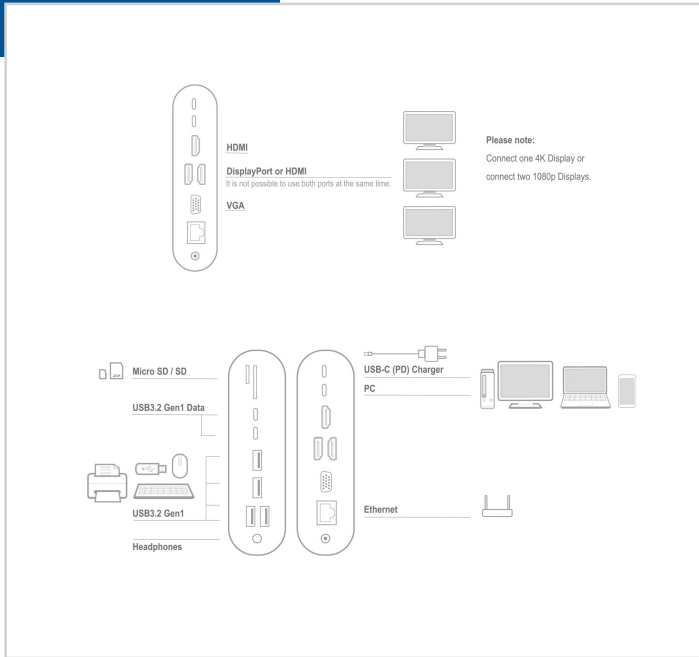 HDMI
DisplayPort or HDMI
It is not possible to use both ports at the same time.
VGA
Please note:
Connect one 4K Display or
connect two 1080p Displays.
Micro SD / SD
USB3.2 Gen1 Data
USB3.2 Gen1
Headphones
USB-C (PD) Charger
PC
Ethernet